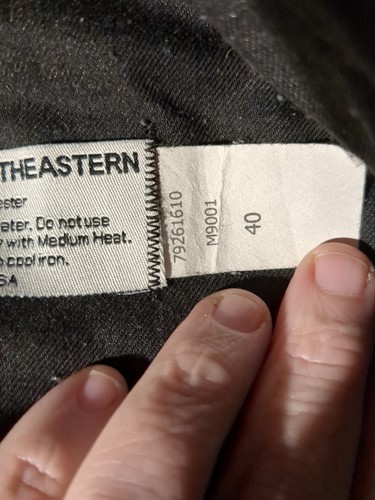 THEASTERN
ester
ater. Do not use
with Medium Heat.
cool iron.
SA
79261610
M9001
40